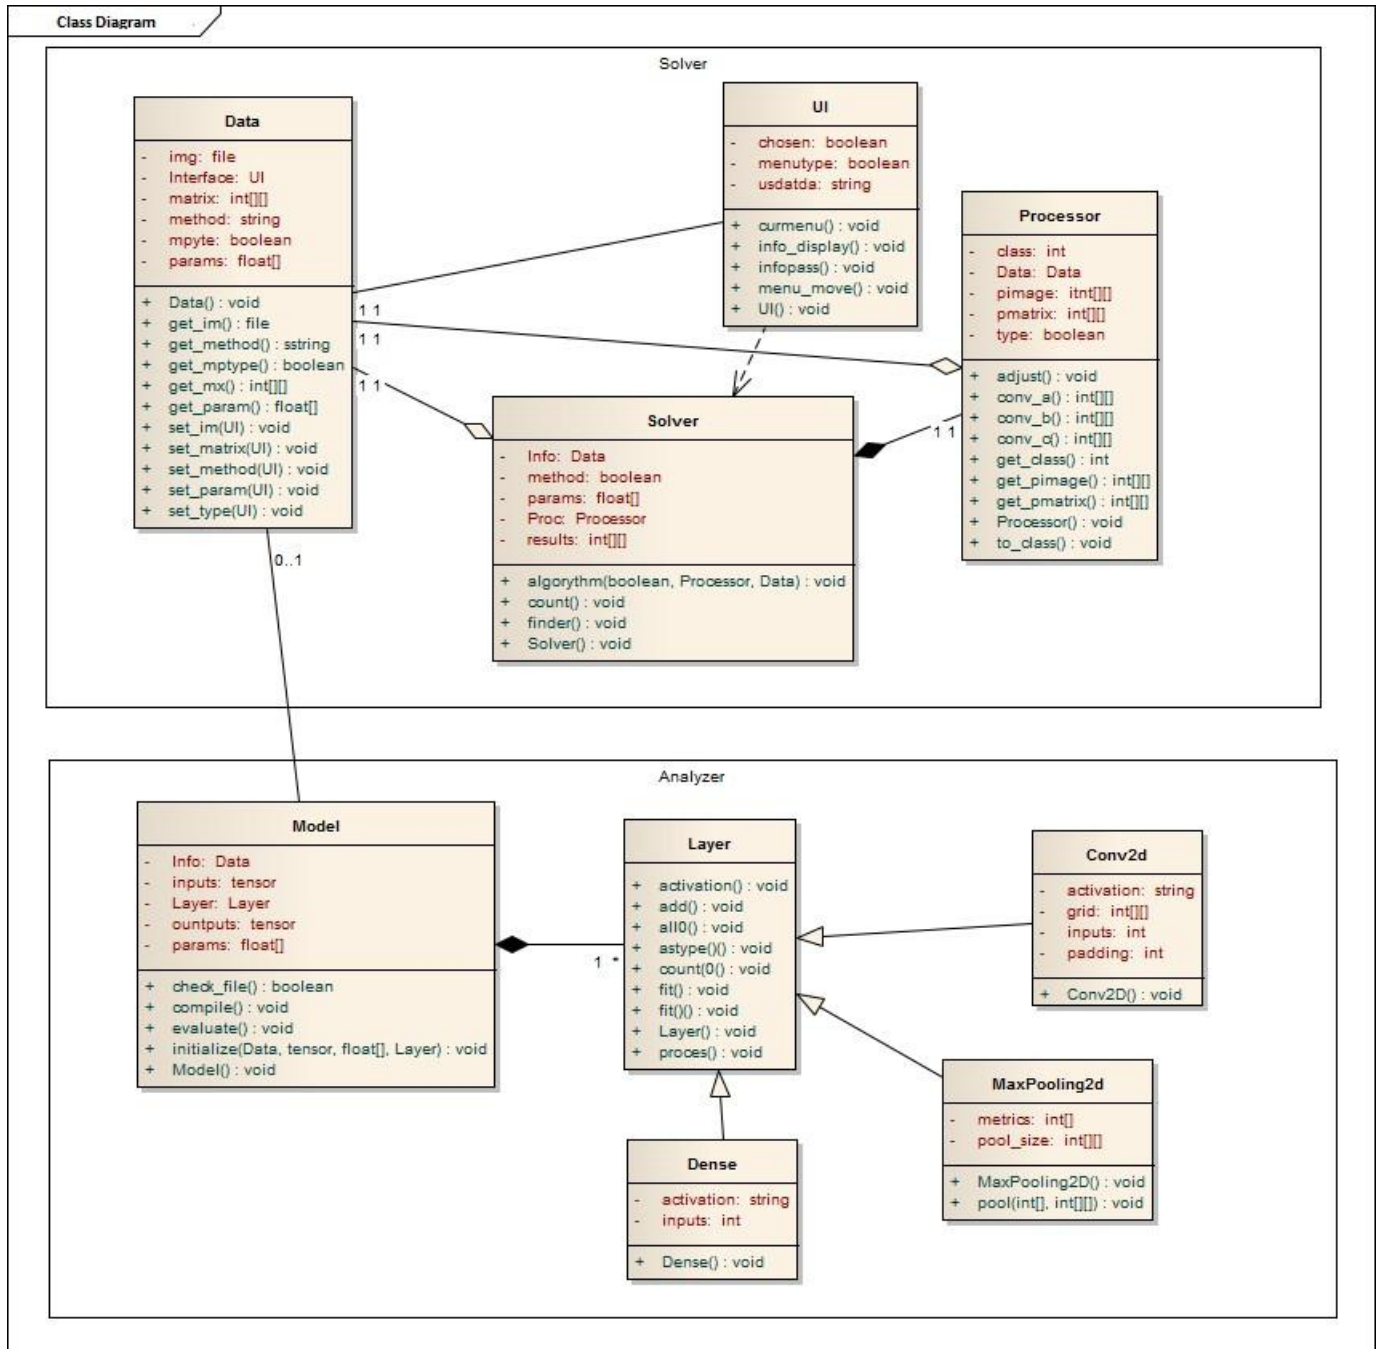 Class Diagram
Solver
Data
- img: file
- Interface: UI
- matrix: int[][]
- method: string
- mpyte: boolean
- params: float[]
+ Data() : void
+ get_im() : file
+ get_method() : sstring
+ get_mptype() : boolean
+ get_mx() : int[][]
+ get_param() : float[]
+ set_im(UI) : void
+ set_matrix(UI) : void
+ set_method(UI) : void
+ set_param(UI) : void
+ set_type(UI) : void
UI
- chosen: boolean
- menutype: boolean
- usdatda: string
+ curmenu() : void
+ info_display() : void
+ infopass() : void
+ menu_move() : void
+ UI() : void
Processor
- class: int
- Data: Data
- pimage: itnt[][]
- pmatrix: int[][]
- type: boolean
+ adjust() : void
+ conv_a() : int[][]
+ conv_b() : int[][]
+ conv_c() : int[][]
+ get_class() : int
+ get_pimage() : int[][]
+ get_pmatrix() : int[][]
+ Processor() : void
+ to_class() : void
1 1
1 1
1 1
1 1
Solver
- Info: Data
- method: boolean
- params: float[]
- Proc: Processor
- results: int[][]
+ algorythm(boolean, Processor, Data) : void
+ count() : void
+ finder() : void
+ Solver() : void
0..1
Analyzer
Model
- Info: Data
- inputs: tensor
- Layer: Layer
- ountputs: tensor
- params: float[]
+ check_file() : boolean
+ compile() : void
+ evaluate() : void
+ initialize(Data, tensor, float[], Layer) : void
+ Model() : void
1 *
Layer
+ activation() : void
+ add() : void
+ all0() : void
+ astype()() : void
+ count(0() : void
+ fit() : void
+ fit()() : void
+ Layer() : void
+ proces() : void
Conv2d
- activation: string
- grid: int[][]
- inputs: int
- padding: int
+ Conv2D() : void
MaxPooling2d
- metrics: int[]
- pool_size: int[][]
+ MaxPooling2D() : void
+ pool(int[], int[][]) : void
Dense
- activation: string
- inputs: int
+ Dense() : void